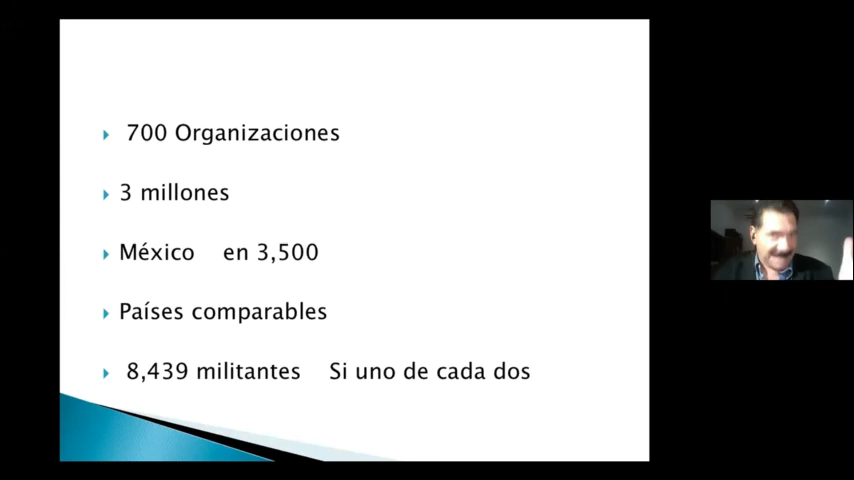 700 Organizaciones
3 millones
México en 3,500
Países comparables
8,439 militantes Si uno de cada dos